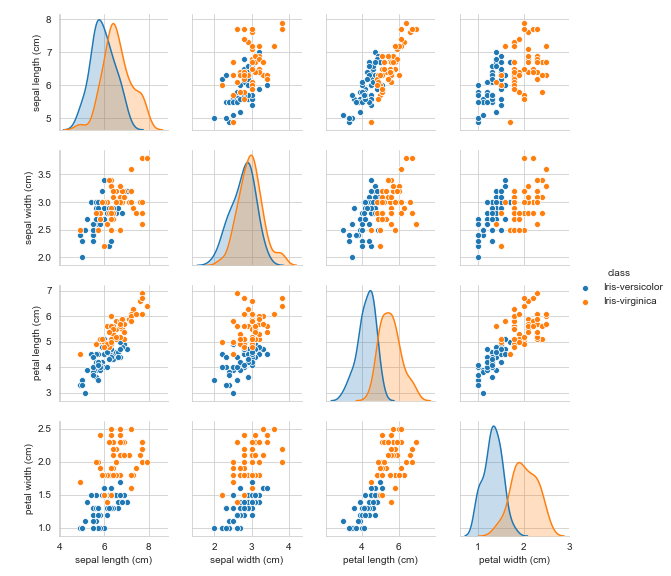 8
7
6
5
sepal length (cm)
3.5
3.0
2.5
2.0
sepal width (cm)
class
Iris-versicolor
Iris-virginica
7
6
5
4
3
petal length (cm)
2.5
2.0
1.5
1.0
petal width (cm)
4 6 8
2 3 4
4 6
1 2 3
sepal length (cm)
sepal width (cm)
petal length (cm)
petal width (cm)